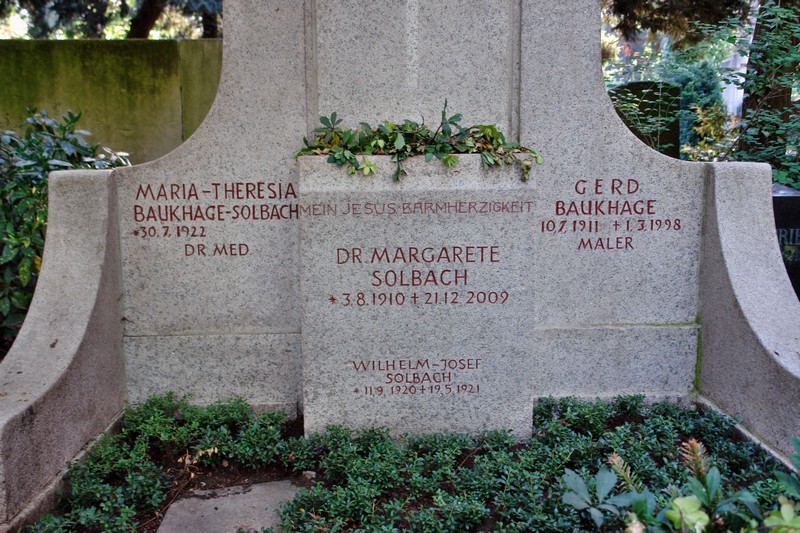 MARIA-THERESIA
BAUKHAGE-SOLBACH
*30.7.1922
DR. MED.
MEIN JESUS BARMHERZIGKEIT
DR. MARGARETE
SOLBACH
*3.8.1910 +21.12.2009
WILHELM-JOSEF
SOLBACH
*11.9.1920 +19.5.1921
GERD
BAUKHAGE
10.7.1911 +1.3.1998
MALER